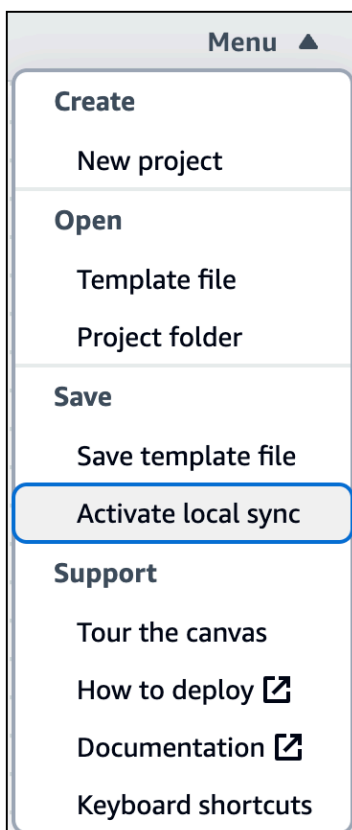 Menu
Create
New project
Open
Template file
Project folder
Save
Save template file
Activate local sync
Support
Tour the canvas
How to deploy
Documentation
Keyboard shortcuts